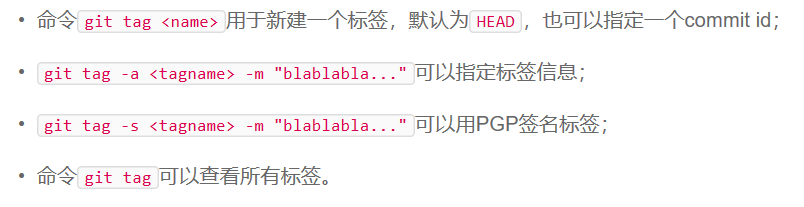 • 命令git tag <name>用于新建一个标签，默认为HEAD，也可以指定一个commit id；
• git tag -a <tagname> -m "blablabla..."可以指定标签信息；
• git tag -s <tagname> -m "blablabla..."可以用PGP签名标签；
• 命令git tag可以查看所有标签。